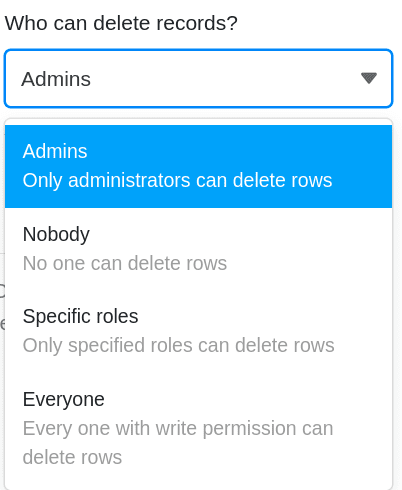 Who can delete records?
Admins
Admins
Only administrators can delete rows
Nobody
No one can delete rows
Specific roles
Only specified roles can delete rows
Everyone
Every one with write permission can
delete rows